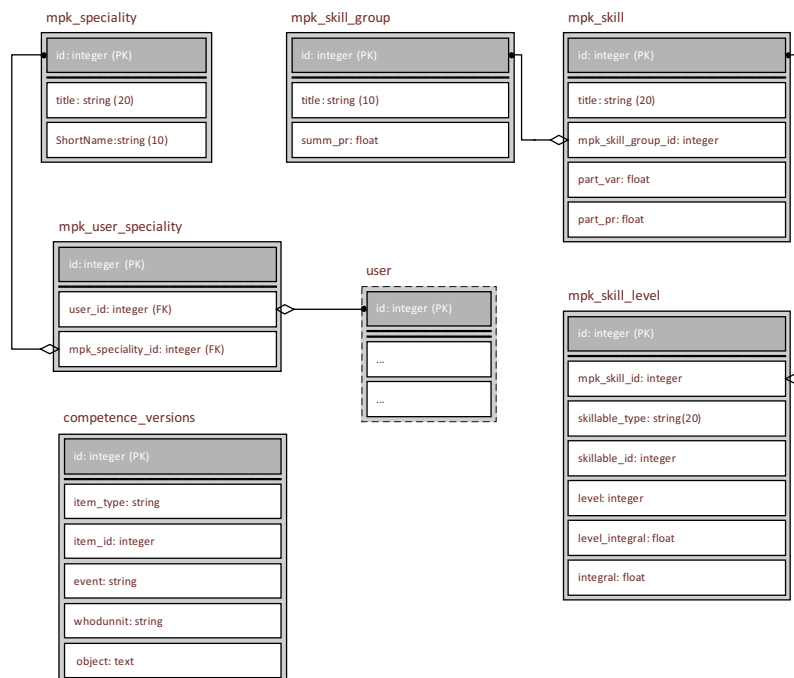 mpk_speciality
id: integer (PK)
title: string (20)
ShortName:string (10)
mpk_skill_group
id: integer (PK)
title: string (10)
summ_pr: float
mpk_skill
id: integer (PK)
title: string (20)
mpk_skill_group_id: integer
part_var: float
part_pr: float
mpk_user_speciality
id: integer (PK)
user_id: integer (FK)
mpk_speciality_id: integer (FK)
user
id: integer (PK)
...
...
mpk_skill_level
id: integer (PK)
mpk_skill_id: integer
skillable_type: string(20)
skillable_id: integer
level: integer
level_integral: float
integral: float
competence_versions
id: integer (PK)
item_type: string
item_id: integer
event: string
whodunnit: string
object: text